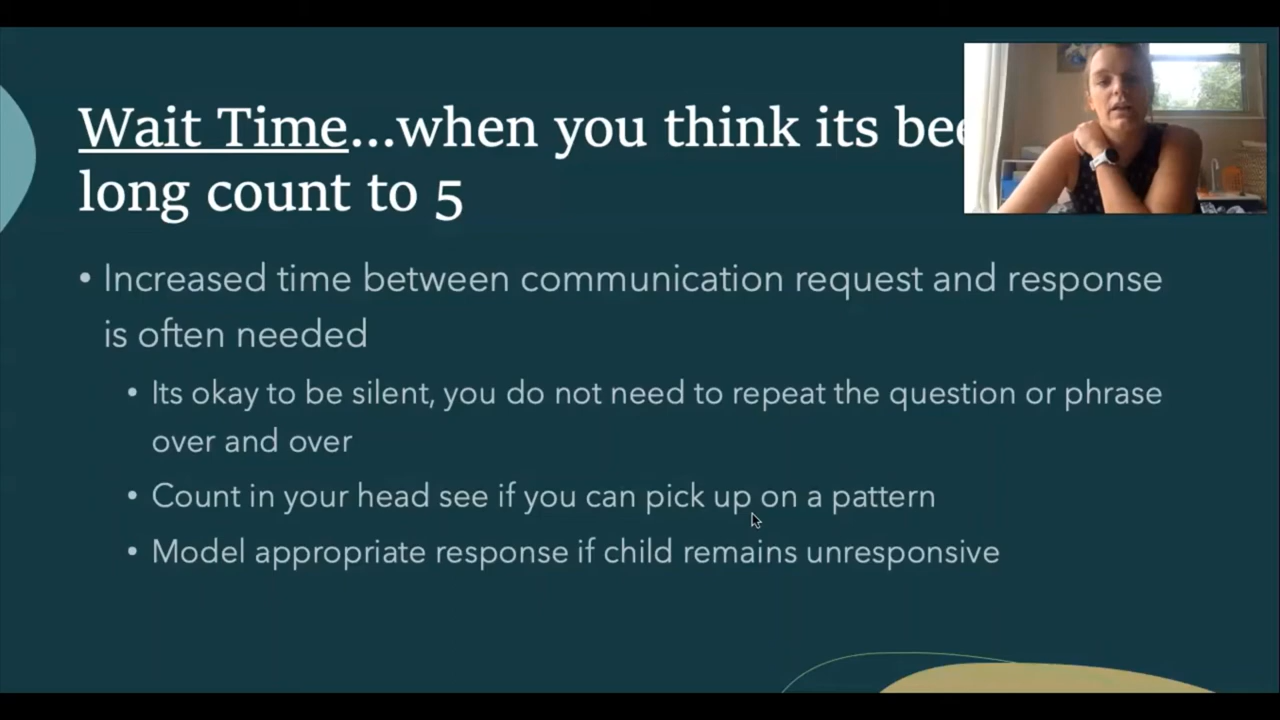 Wait Time...when you think its
long count to 5
• Increased time between communication request and response
is often needed
• Its okay to be silent, you do not need to repeat the question or phrase
over and over
• Count in your head see if you can pick up on a pattern
• Model appropriate response if child remains unresponsive